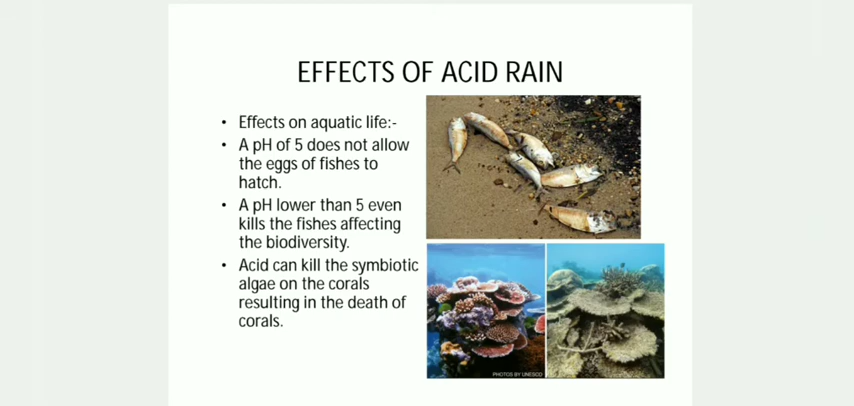 EFFECTS OF ACID RAIN
• Effects on aquatic life:-
• A pH of 5 does not allow
the eggs of fishes to
hatch.
• A pH lower than 5 even
kills the fishes affecting
the biodiversity.
• Acid can kill the symbiotic
algae on the corals
resulting in the death of
corals.
PHOTOS BY UNESCO